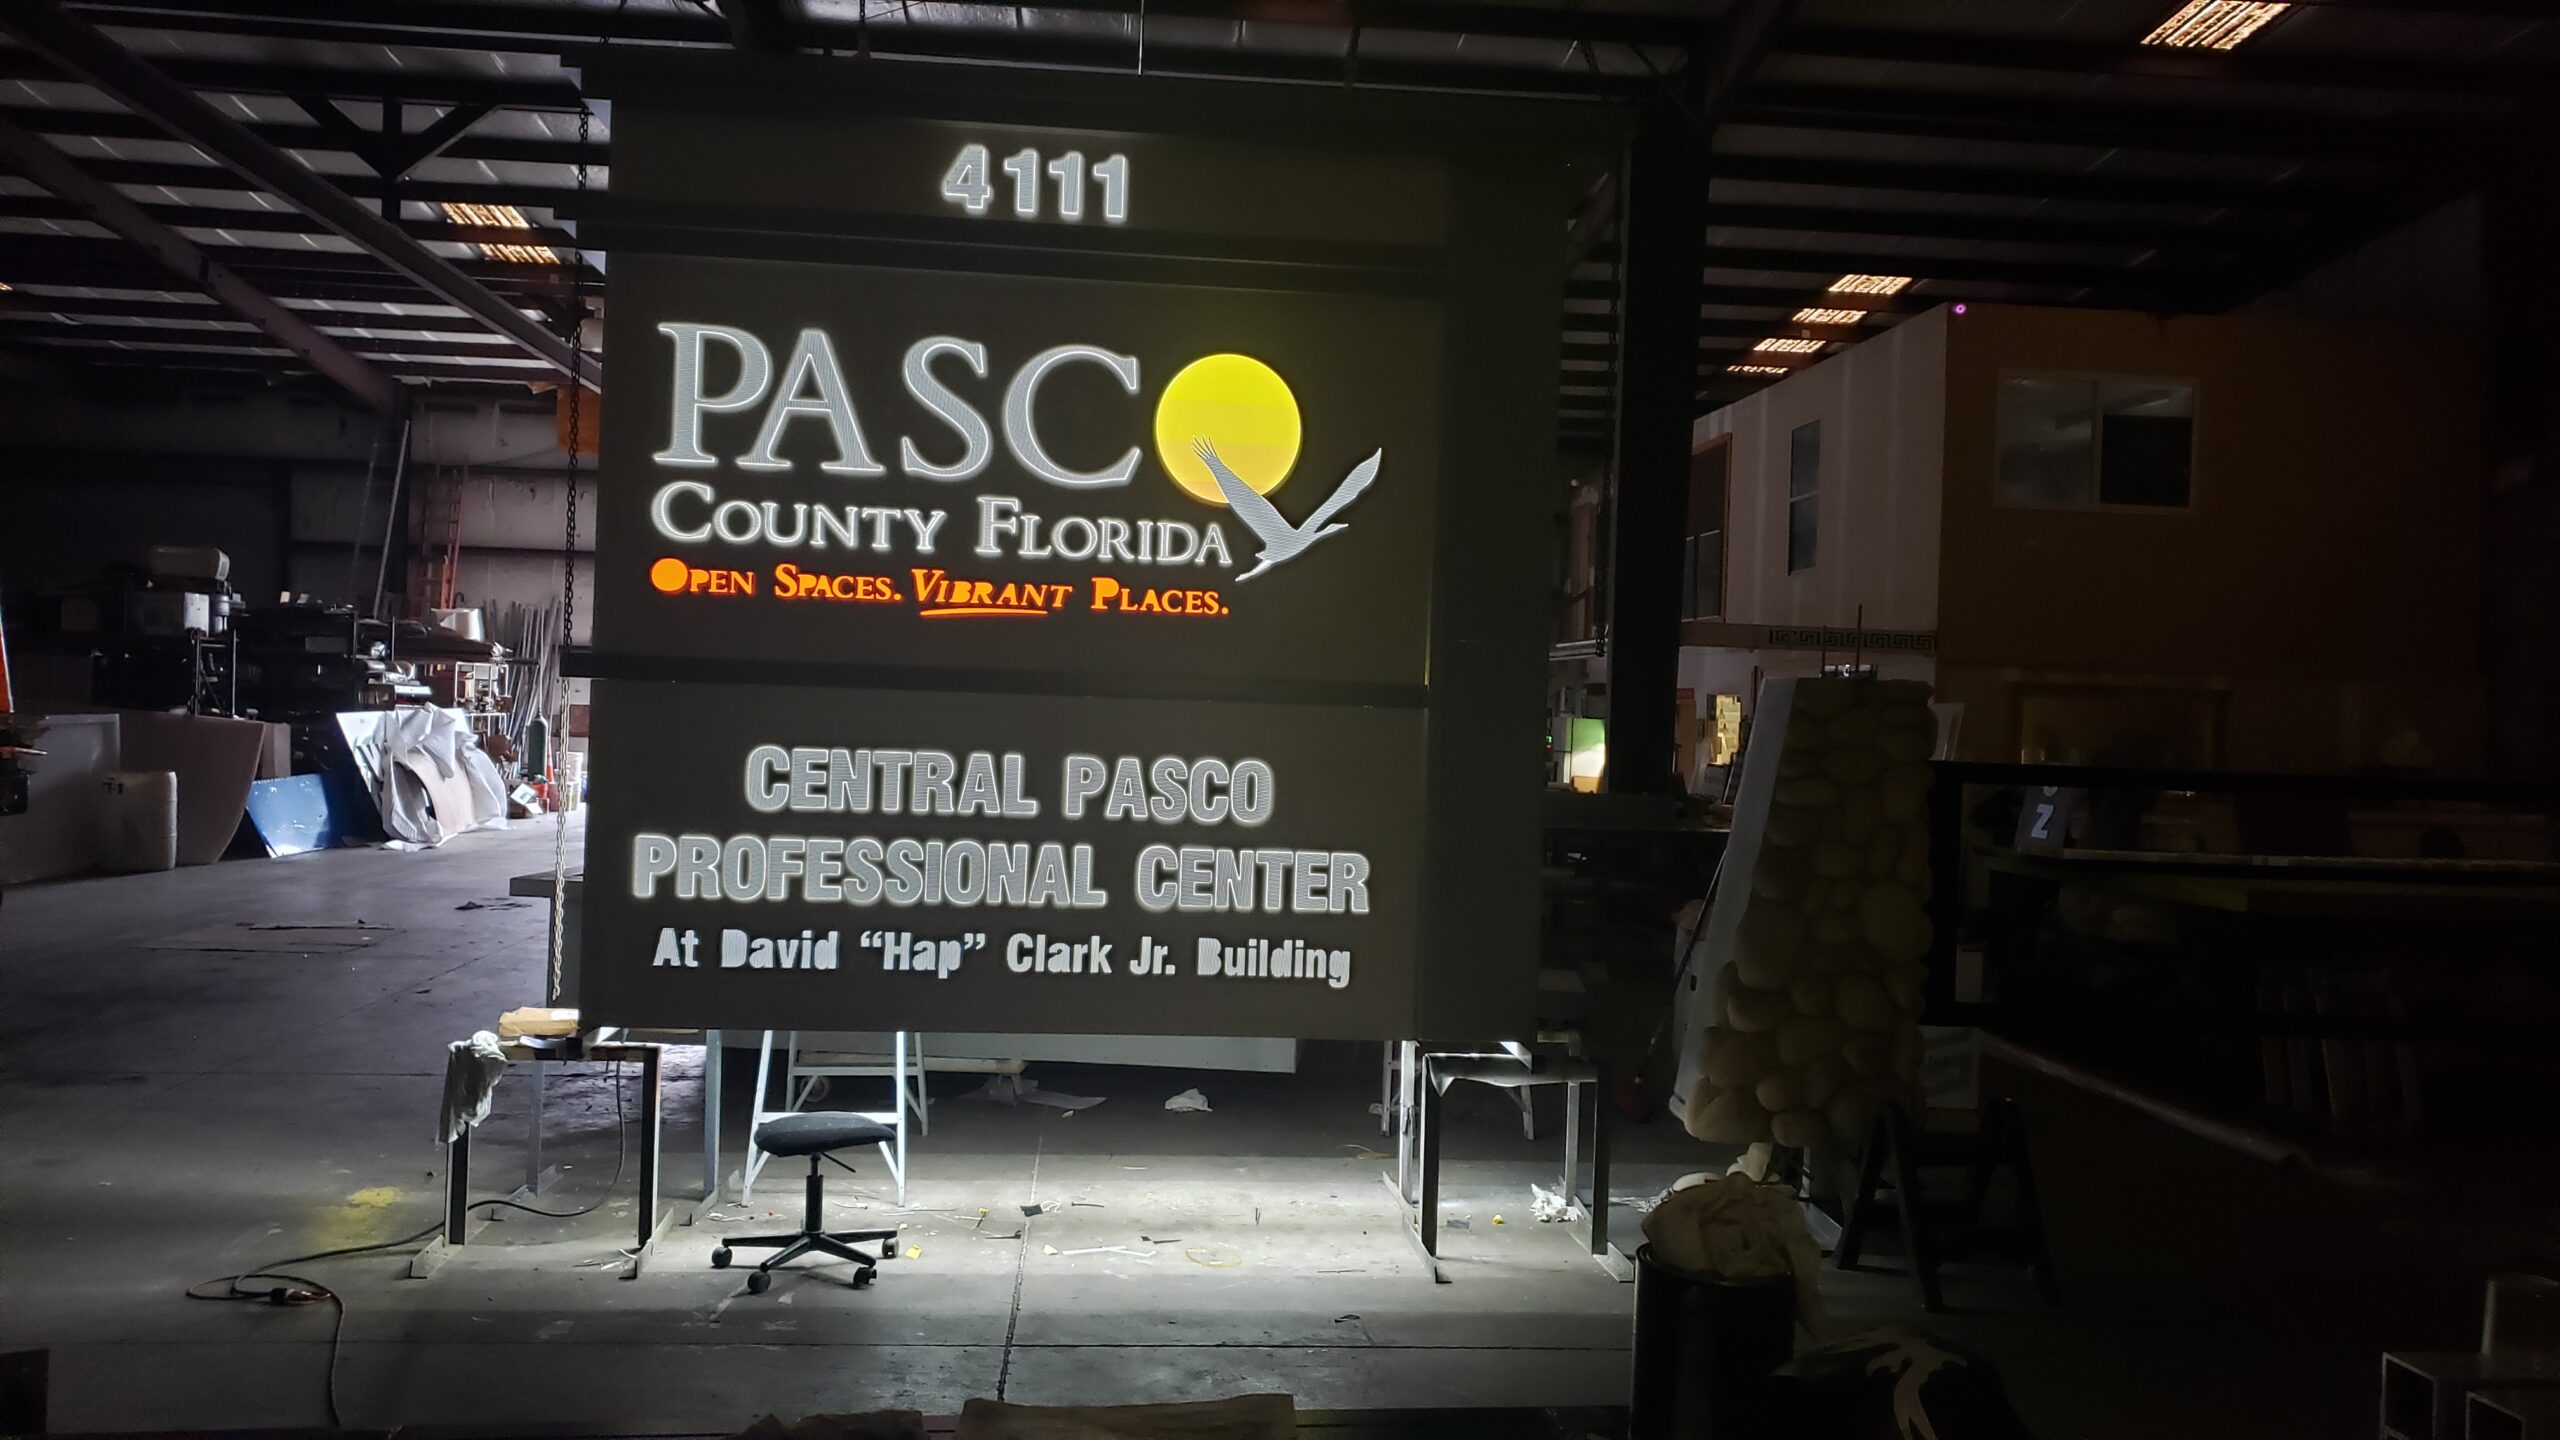 4111
PASCO
COUNTY FLORIDA
OPEN SPACES. VIBRANT PLACES.
CENTRAL PASCO
PROFESSIONAL CENTER
At David “Hap” Clark Jr. Building
Z